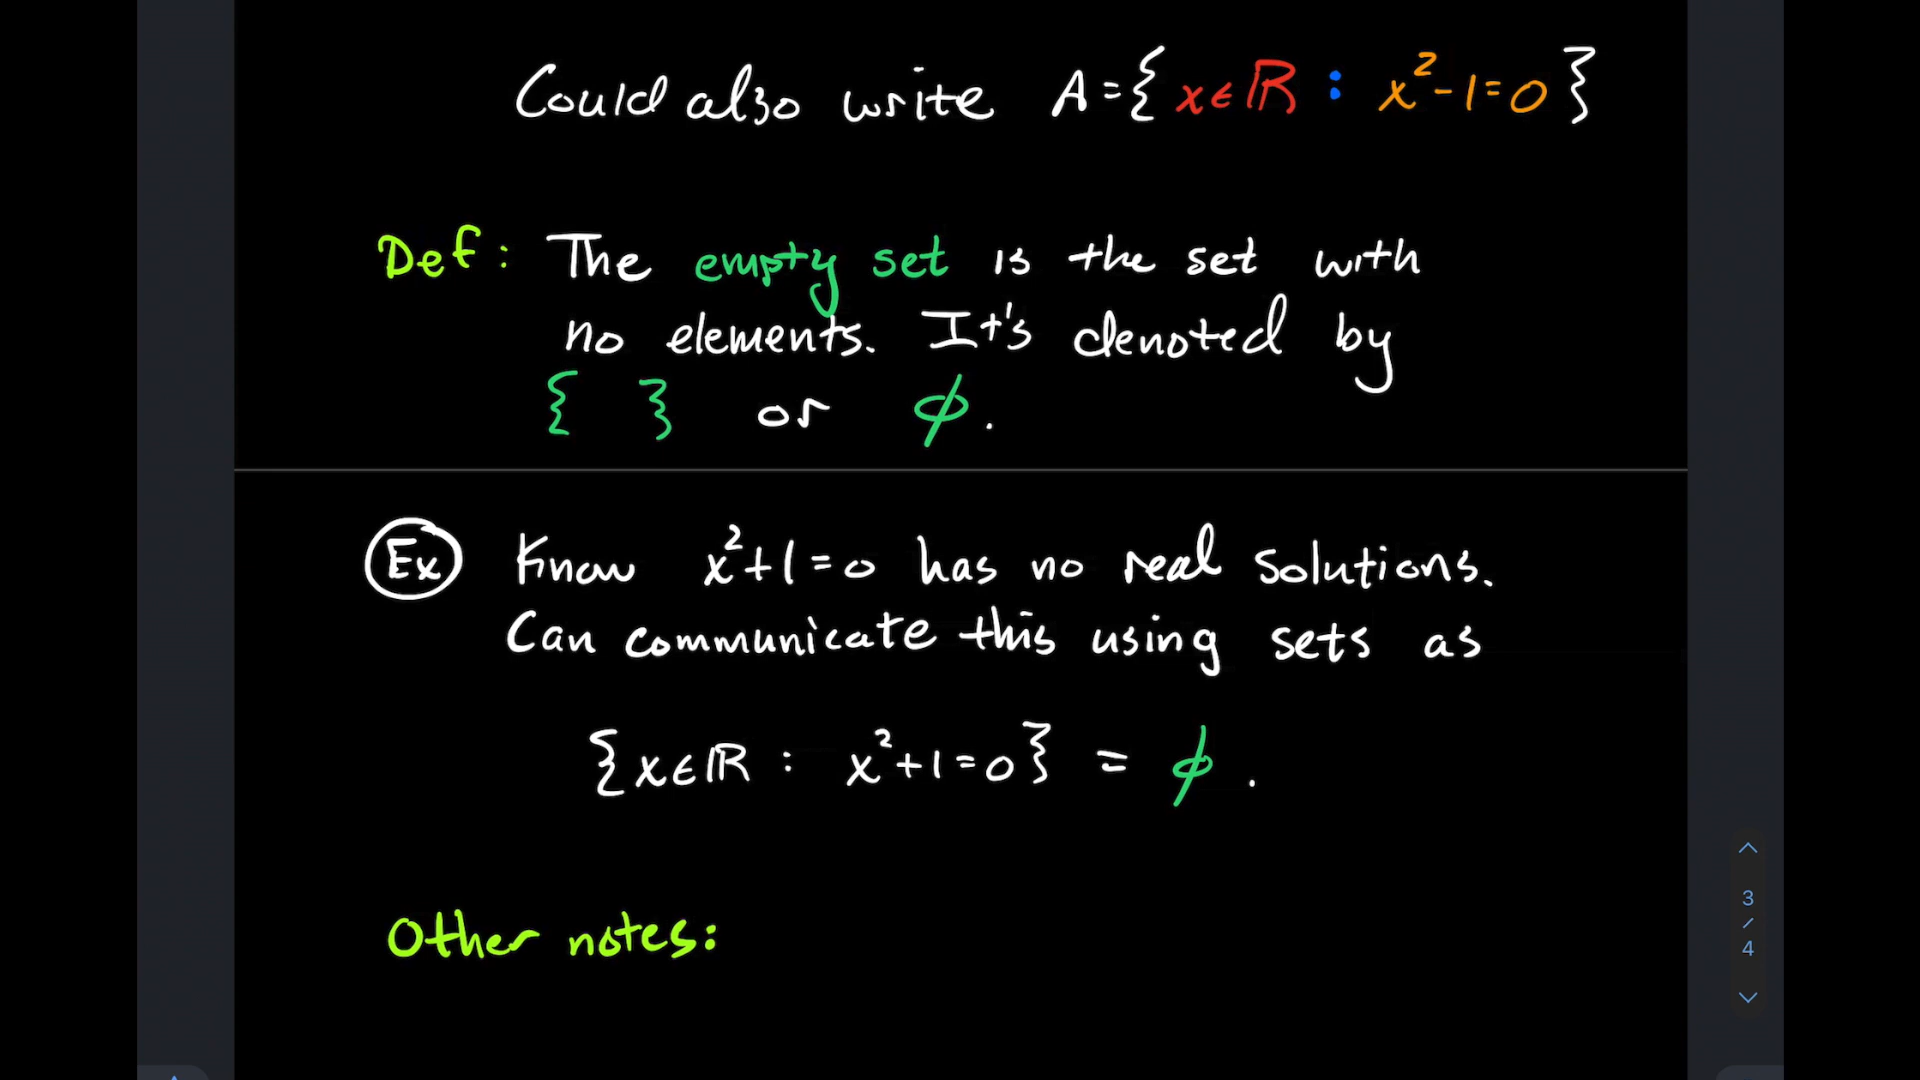 Could also write A={x∈ℝ : x²-1=0}
Def: The empty set is the set with
no elements. It's denoted by
{ } or ϕ.
Ex Know x²+1=0 has no real solutions.
Can communicate this using sets as
{x∈ℝ : x²+1=0} = ϕ.
Other notes:
3
/
4